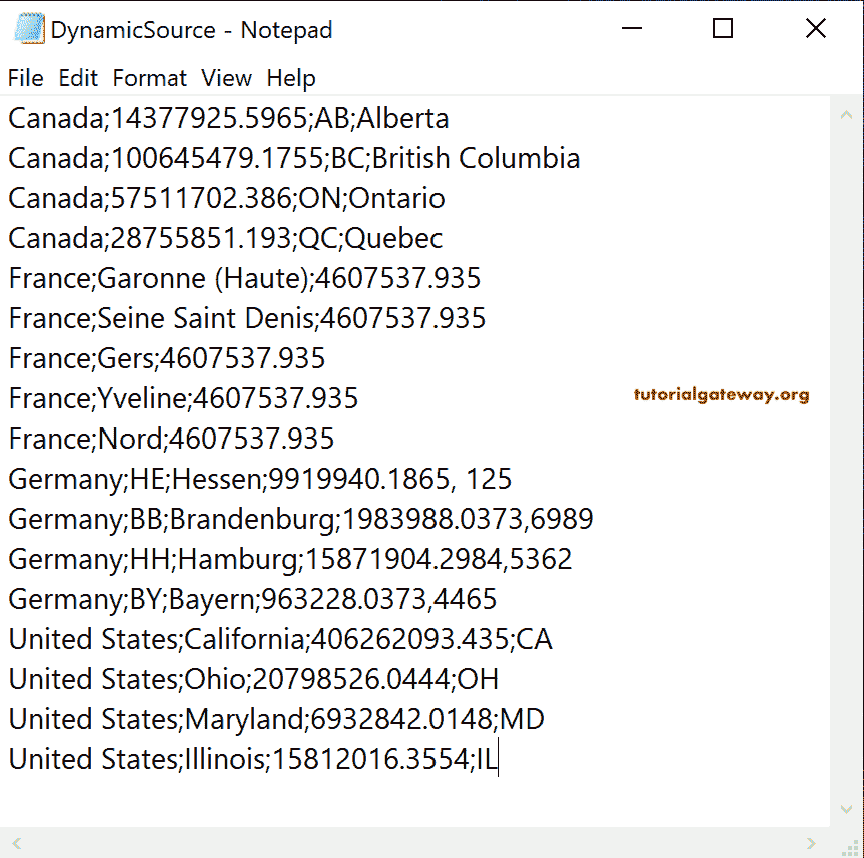 DynamicSource - Notepad
File Edit Format View Help
Canada;14377925.5965;AB;Alberta
Canada;100645479.1755;BC;British Columbia
Canada;57511702.386;ON;Ontario
Canada;28755851.193;QC;Quebec
France;Garonne (Haute);4607537.935
France;Seine Saint Denis;4607537.935
France;Gers;4607537.935
France;Yveline;4607537.935
tutorialgateway.org
France;Nord;4607537.935
Germany;HE;Hessen;9919940.1865, 125
Germany;BB;Brandenburg;1983988.0373,6989
Germany;HH;Hamburg;15871904.2984,5362
Germany;BY;Bayern;963228.0373,4465
United States;California;406262093.435;CA
United States;Ohio;20798526.0444;OH
United States;Maryland;6932842.0148;MD
United States;Illinois;15812016.3554;IL